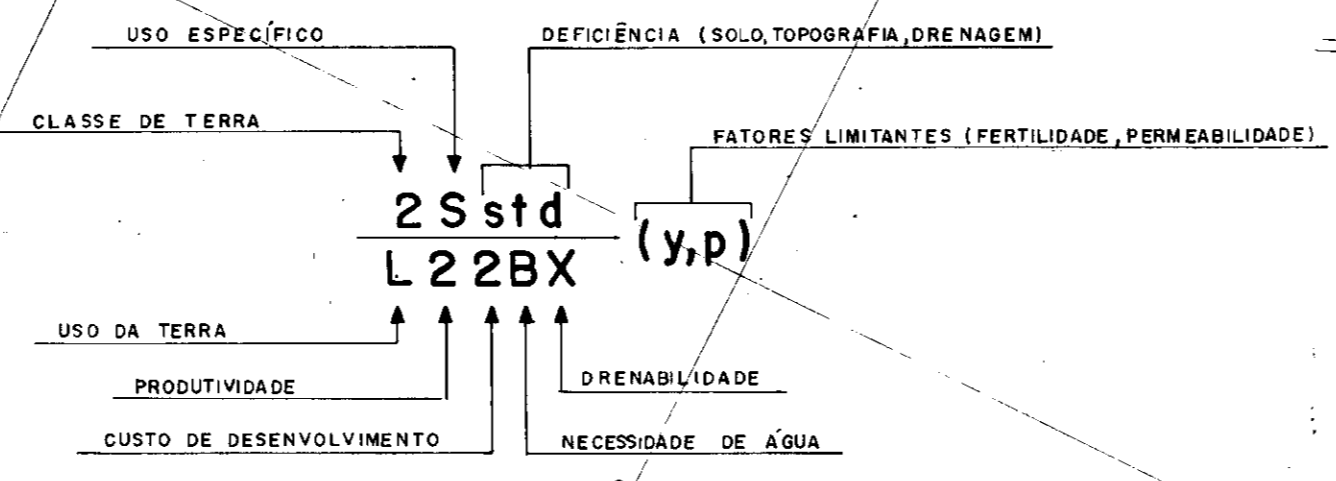 USO ESPECÍFICO
DEFICIÊNCIA (SOLO, TOPOGRAFIA, DRENAGEM)
CLASSE DE TERRA
FATORES LIMITANTES (FERTILIDADE, PERMEABILIDADE)
2 S std
(y,p)
L 2 2BX
USO DA TERRA
PRODUTIVIDADE
DRENABILIDADE
CUSTO DE DESENVOLVIMENTO
NECESSIDADE DE ÁGUA